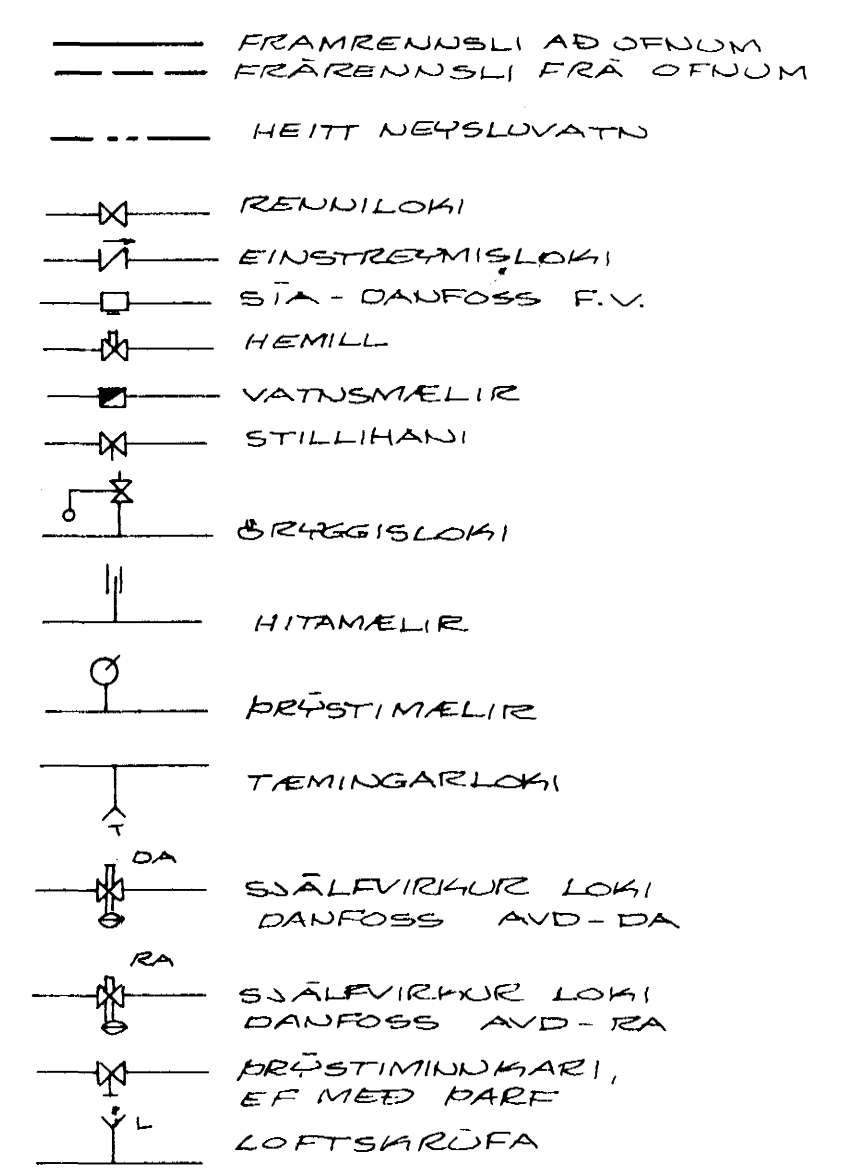 FRAMRENNSLI AÐ OFNUM
FRÁRENNSLI FRÁ OFNUM
HEITT NEYSLUVATN
RENNILOKI
EINSTREYMISLOKI
SÍA - DANFOSS F.V.
HEMILL
VATNSMÆLIR
STILLIHANI
ÖRYGGISLOKI
HITAMÆLIR
ÞRÝSTIMÆLIR
TÆMINGARLOKI
T
DA
SJÁLFVIRKUR LOKI
DANFOSS AVD-DA
RA
SJÁLFVIRKUR LOKI
DANFOSS AVD-RA
ÞRÝSTIMINNKARI,
EF MEÐ ÞARF
L
LOFTSKRÚFA